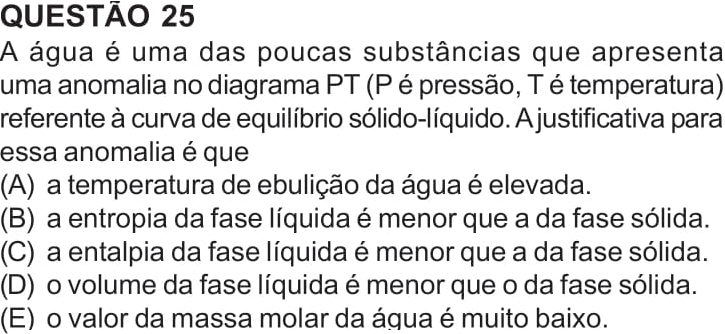 QUESTÃO 25
A água é uma das poucas substâncias que apresenta
uma anomalia no diagrama PT (P é pressão, T é temperatura)
referente à curva de equilíbrio sólido-líquido. A justificativa para
essa anomalia é que
(A) a temperatura de ebulição da água é elevada.
(B) a entropia da fase líquida é menor que a da fase sólida.
(C) a entalpia da fase líquida é menor que a da fase sólida.
(D) o volume da fase líquida é menor que o da fase sólida.
(E) o valor da massa molar da água é muito baixo.